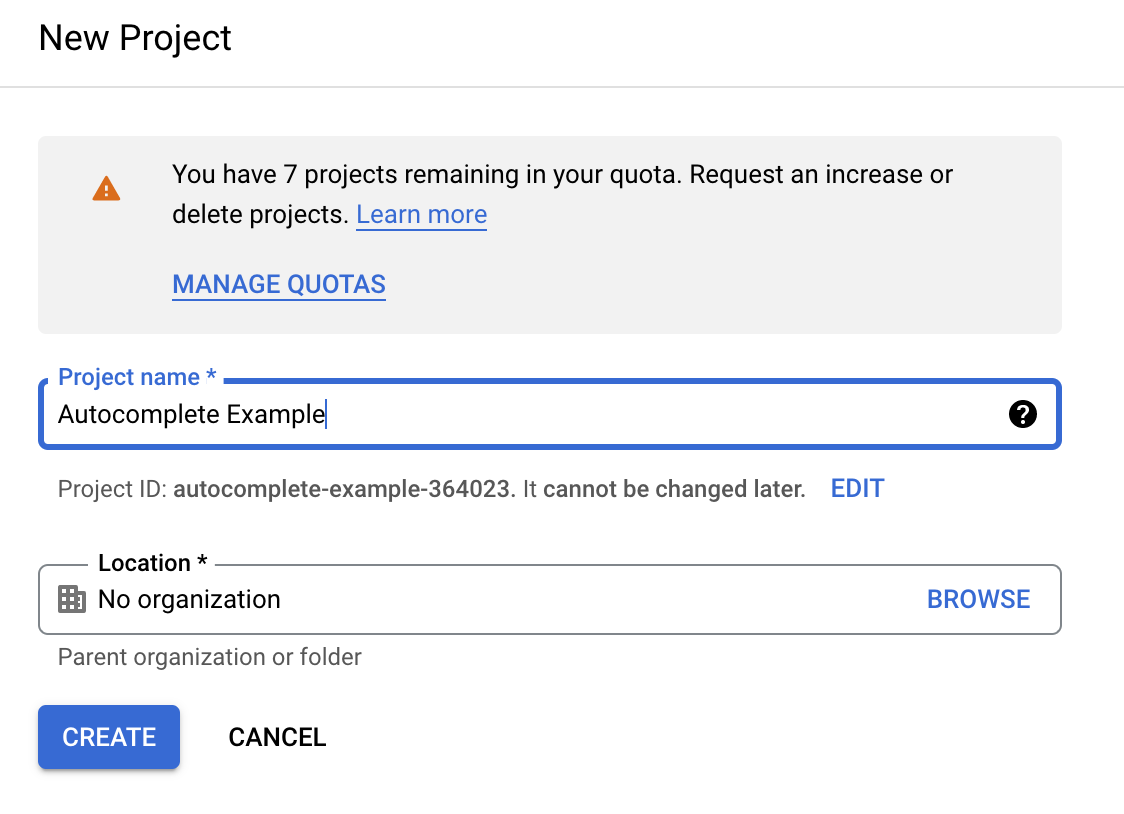 New Project
You have 7 projects remaining in your quota. Request an increase or
delete projects. Learn more
MANAGE QUOTAS
Project name *
Autocomplete Example
Project ID: autocomplete-example-364023. It cannot be changed later. EDIT
Location *
No organization BROWSE
Parent organization or folder
CREATE CANCEL